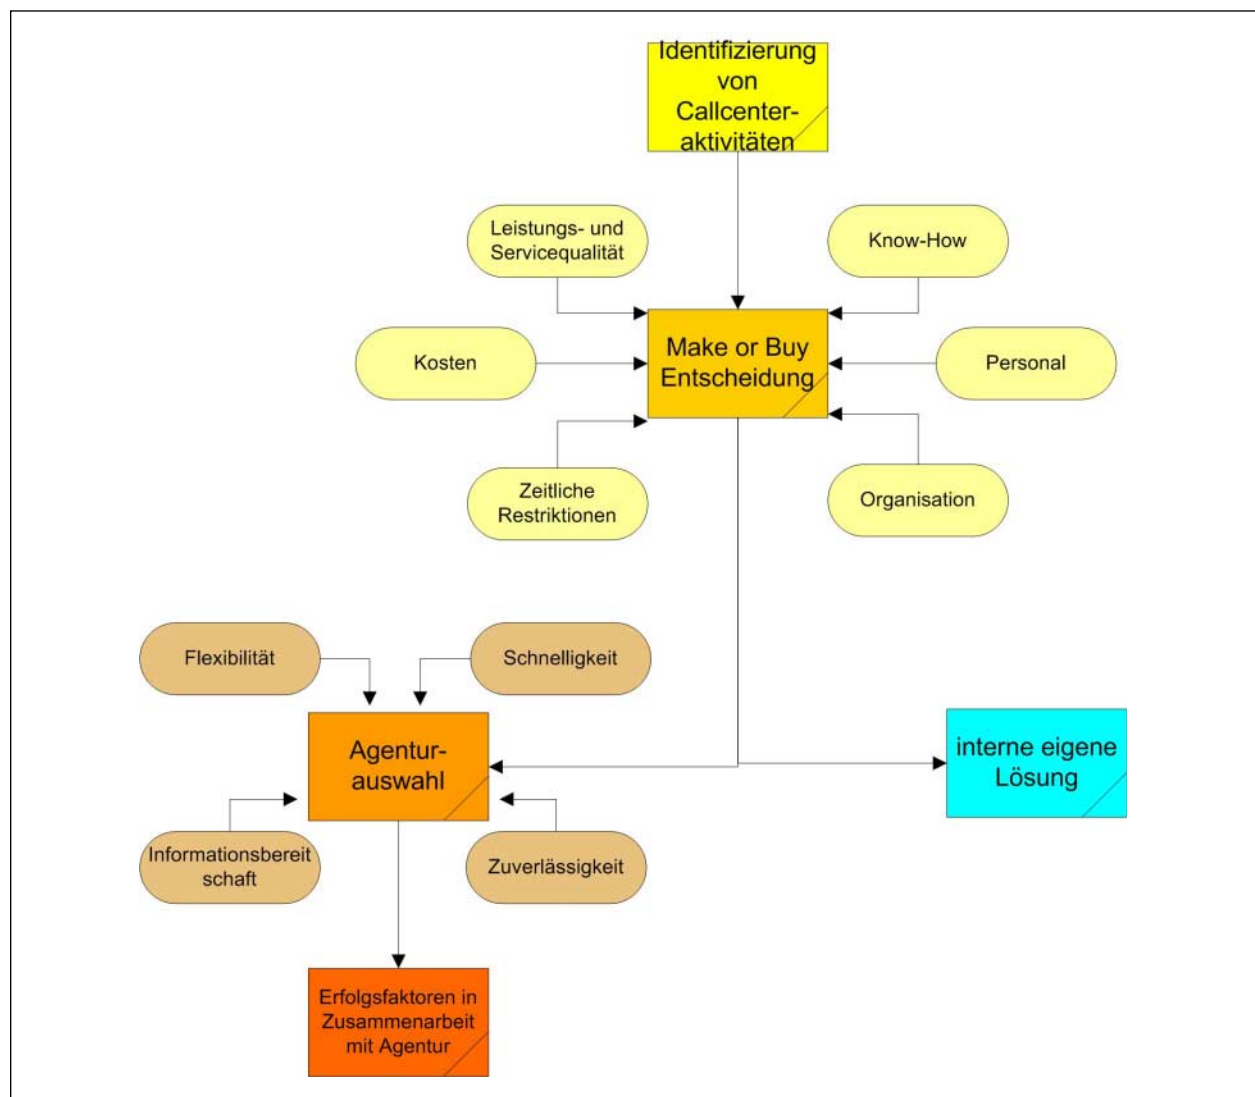 Identifizierung
von
Callcenter-
aktivitäten
Leistungs- und
Servicequalität
Know-How
Make or Buy
Entscheidung
Kosten
Personal
Zeitliche
Restriktionen
Organisation
Flexibilität
Schnelligkeit
Agentur-
auswahl
interne eigene
Lösung
Informationsbereit
schaft
Zuverlässigkeit
Erfolgsfaktoren in
Zusammenarbeit
mit Agentur